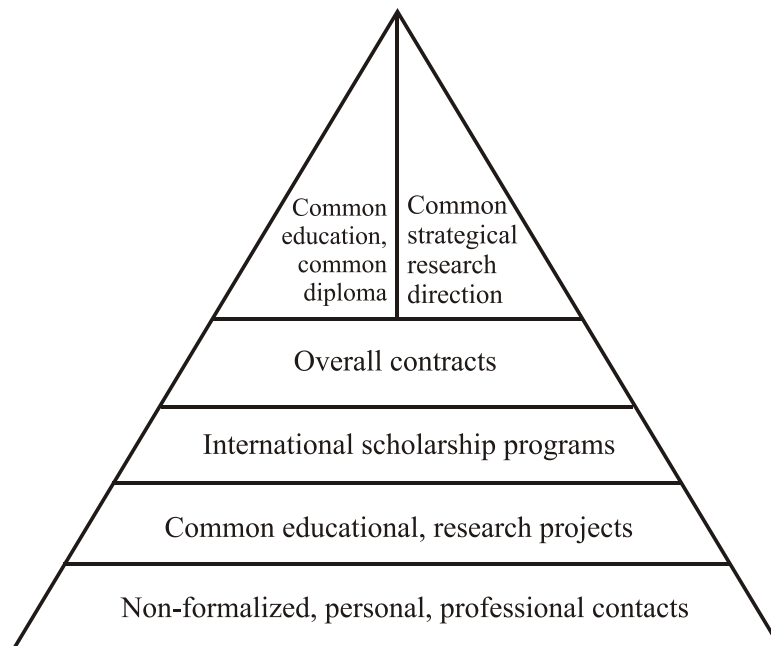 Common
education,
common
diploma
Common
strategical
research
direction
Overall contracts
International scholarship programs
Common educational, research projects
Non-formalized, personal, professional contacts